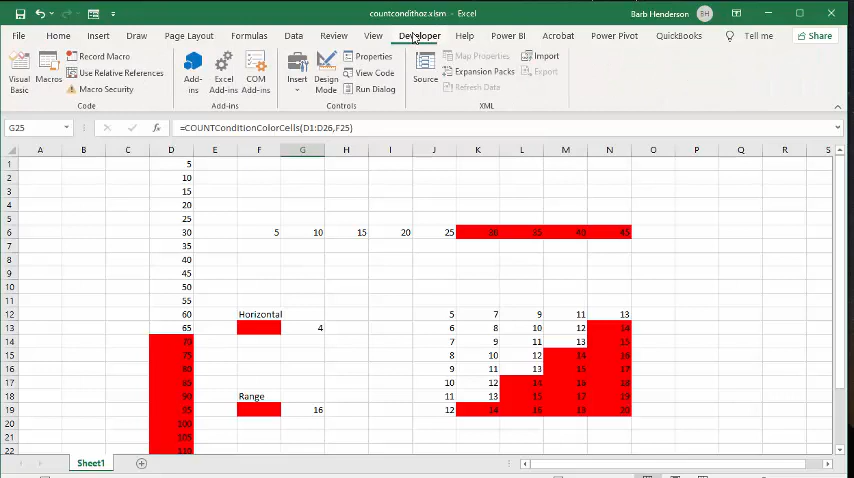 countcondithoz.xlsm - Excel
Barb Henderson BH
File Home Insert Draw Page Layout Formulas Data Review View Developer Help Power BI Acrobat Power Pivot QuickBooks Tell me Share
Visual Basic
Macros
Record Macro
Use Relative References
Macro Security
Code
Add-ins
Excel Add-ins
COM Add-ins
Add-ins
Insert
Design Mode
Properties
View Code
Run Dialog
Controls
Source
Map Properties
Expansion Packs
Refresh Data
Import
Export
XML
G25 fx =COUNTConditionColorCells(D1:D26,F25)
A B C D E F G H I J K L M N O P Q R S
1 5
2 10
3 15
4 20
5 25
6 30 5 10 15 20 25 30 35 40 45
7 35
8 40
9 45
10 50
11 55
12 60 Horizontal 5 7 9 11 13
13 65 4 6 8 10 12 14
14 70 7 9 11 13 15
15 75 8 10 12 14 16
16 80 9 11 13 15 17
17 85 10 12 14 16 18
18 90 Range 11 13 15 17 19
19 95 16 12 14 16 18 20
20 100
21 105
22 110
Sheet1